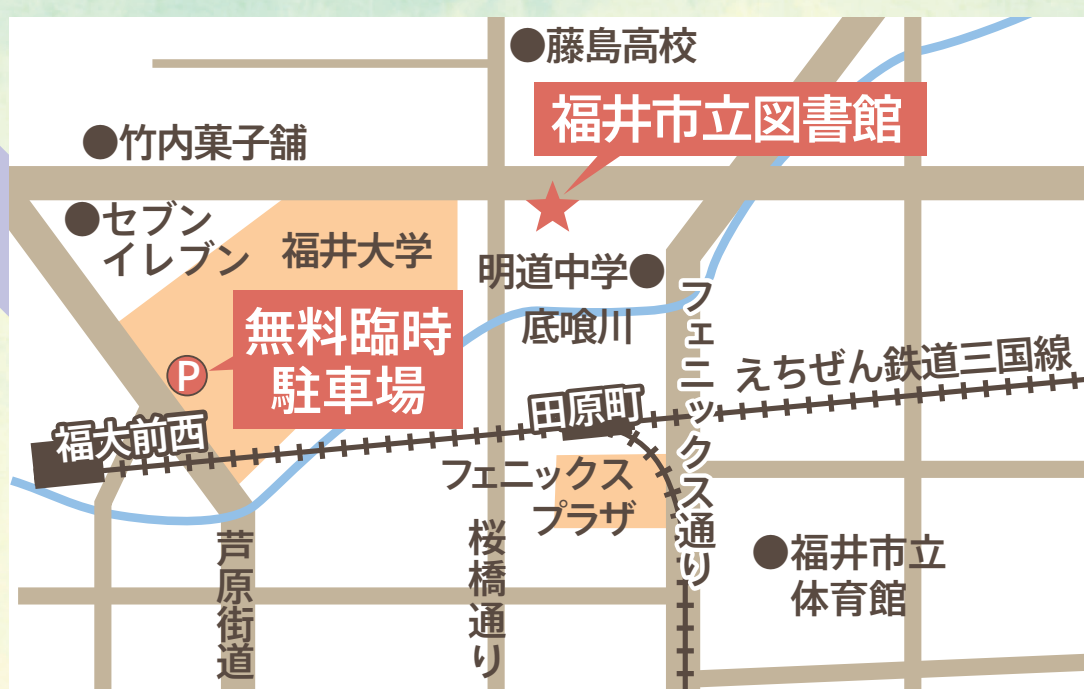 藤島高校
福井市立図書館
竹内菓子舗
セブン
イレブン
福井大学
明道中学
底喰川
無料臨時
駐車場
P
フェニックス通り
えちぜん鉄道三国線
田原町
福大前西
フェニックス
プラザ
芦原街道
桜橋通り
福井市立
体育館